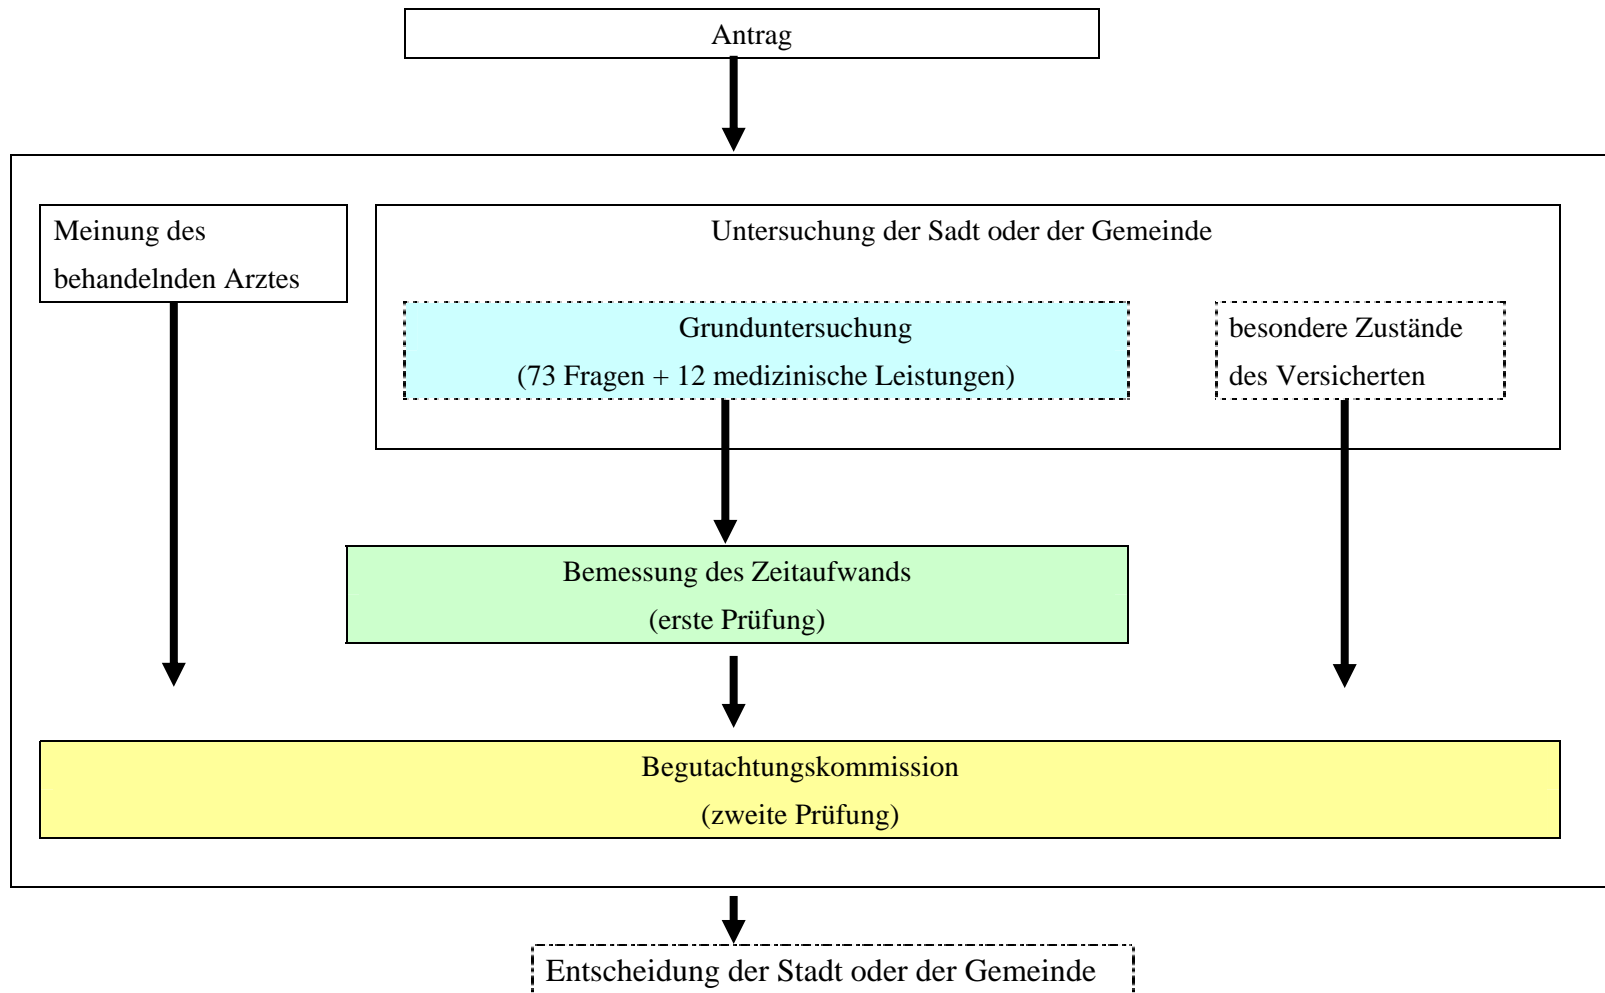 Antrag
Meinung des
behandelnden Arztes
Untersuchung der Sadt oder der Gemeinde
Grunduntersuchung
(73 Fragen + 12 medizinische Leistungen)
besondere Zustände
des Versicherten
Bemessung des Zeitaufwands
(erste Prüfung)
Begutachtungskommission
(zweite Prüfung)
Entscheidung der Stadt oder der Gemeinde